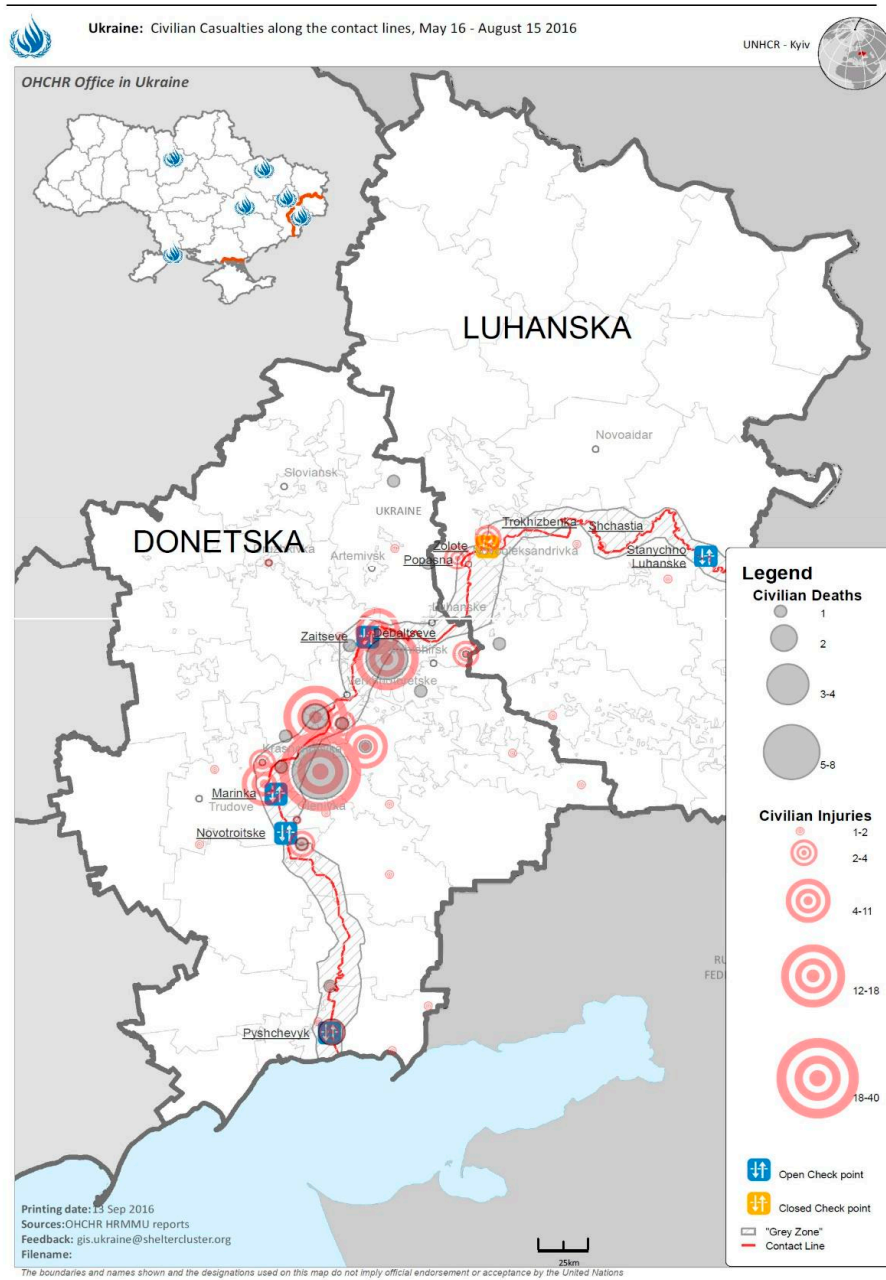 Ukraine: Civilian Casualties along the contact lines, May 16 - August 15 2016
UNHCR - Kyiv
OHCHR Office in Ukraine
LUHANSKA
Novoaidar
Sloviansk
UKRAINE
DONETSKA
Trokhizbenka
Shchastia
Artemivsk
Zolote
Popasna
Stanychno
Luhanske
Luhanske
Zaitseve
Debaltseve
Marinka
Trudove
Novotroitske
Pyshchevyk
RU
FED
Legend
Civilian Deaths
1
2
3-4
5-8
Civilian Injuries
1-2
2-4
4-11
12-18
18-40
Open Check point
Closed Check point
"Grey Zone"
Contact Line
Printing date:13 Sep 2016
Sources:OHCHR HRMMU reports
Feedback: gis.ukraine@sheltercluster.org
Filename:
25km
The boundaries and names shown and the designations used on this map do not imply official endorsement or acceptance by the United Nations